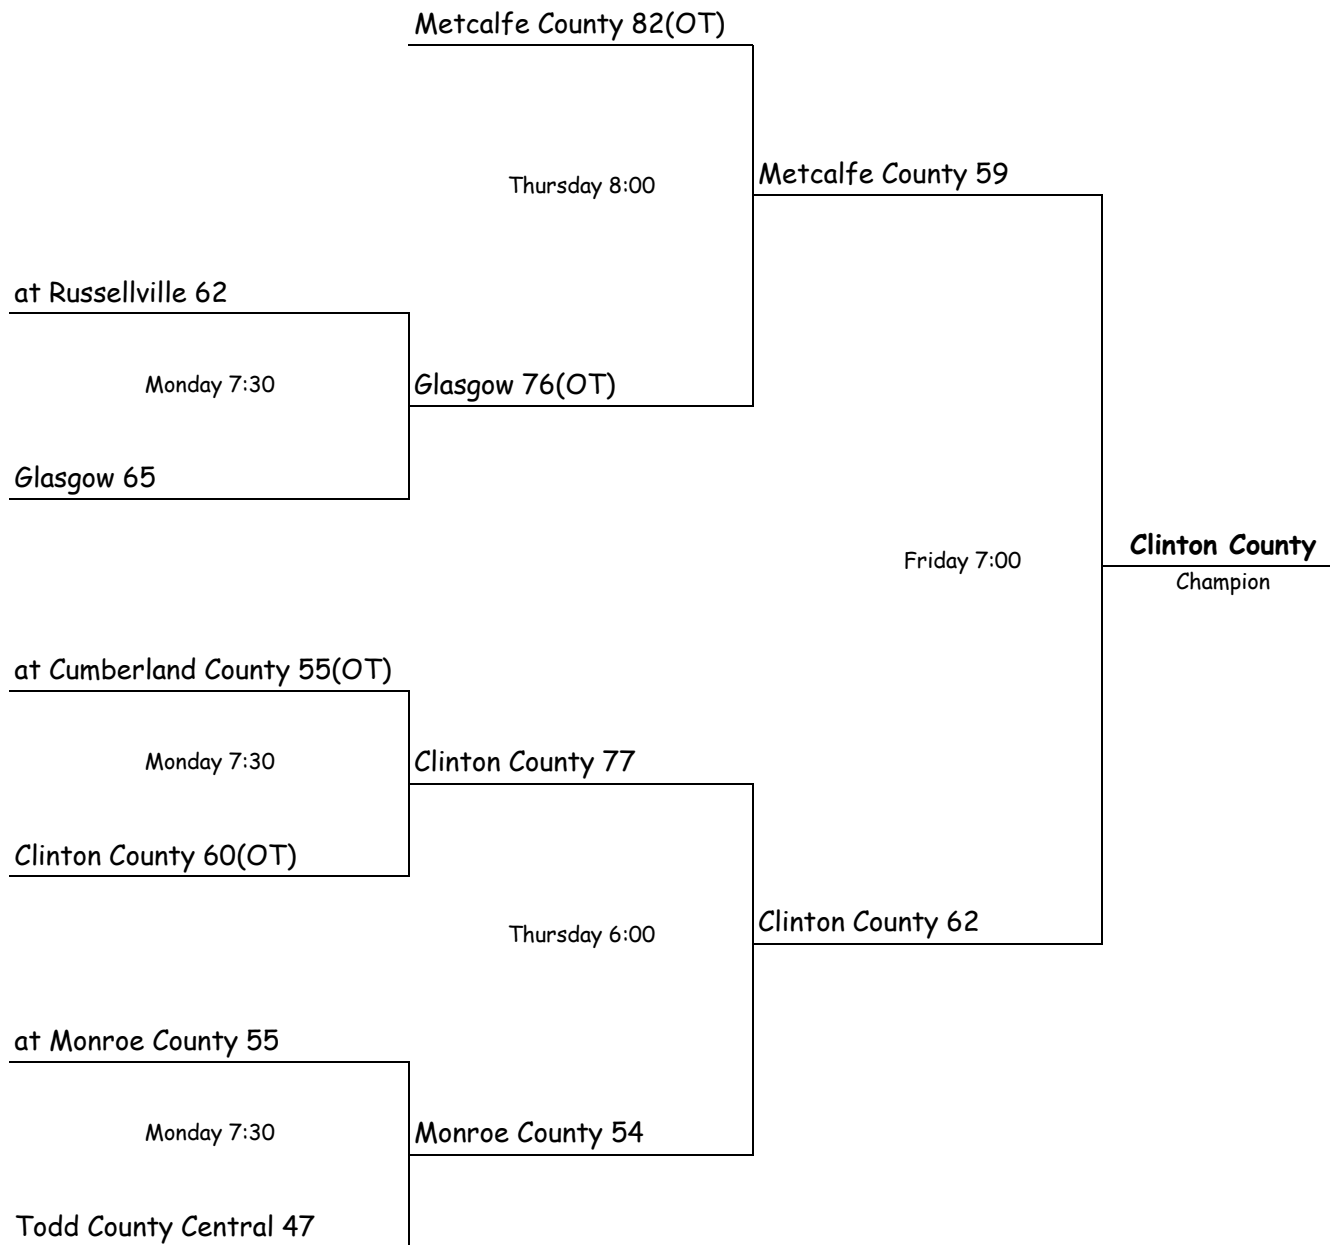 Metcalfe County 82(OT)
Thursday 8:00
Metcalfe County 59
at Russellville 62
Monday 7:30
Glasgow 76(OT)
Glasgow 65
Friday 7:00
Clinton County
Champion
at Cumberland County 55(OT)
Monday 7:30
Clinton County 77
Clinton County 60(OT)
Thursday 6:00
Clinton County 62
at Monroe County 55
Monday 7:30
Monroe County 54
Todd County Central 47